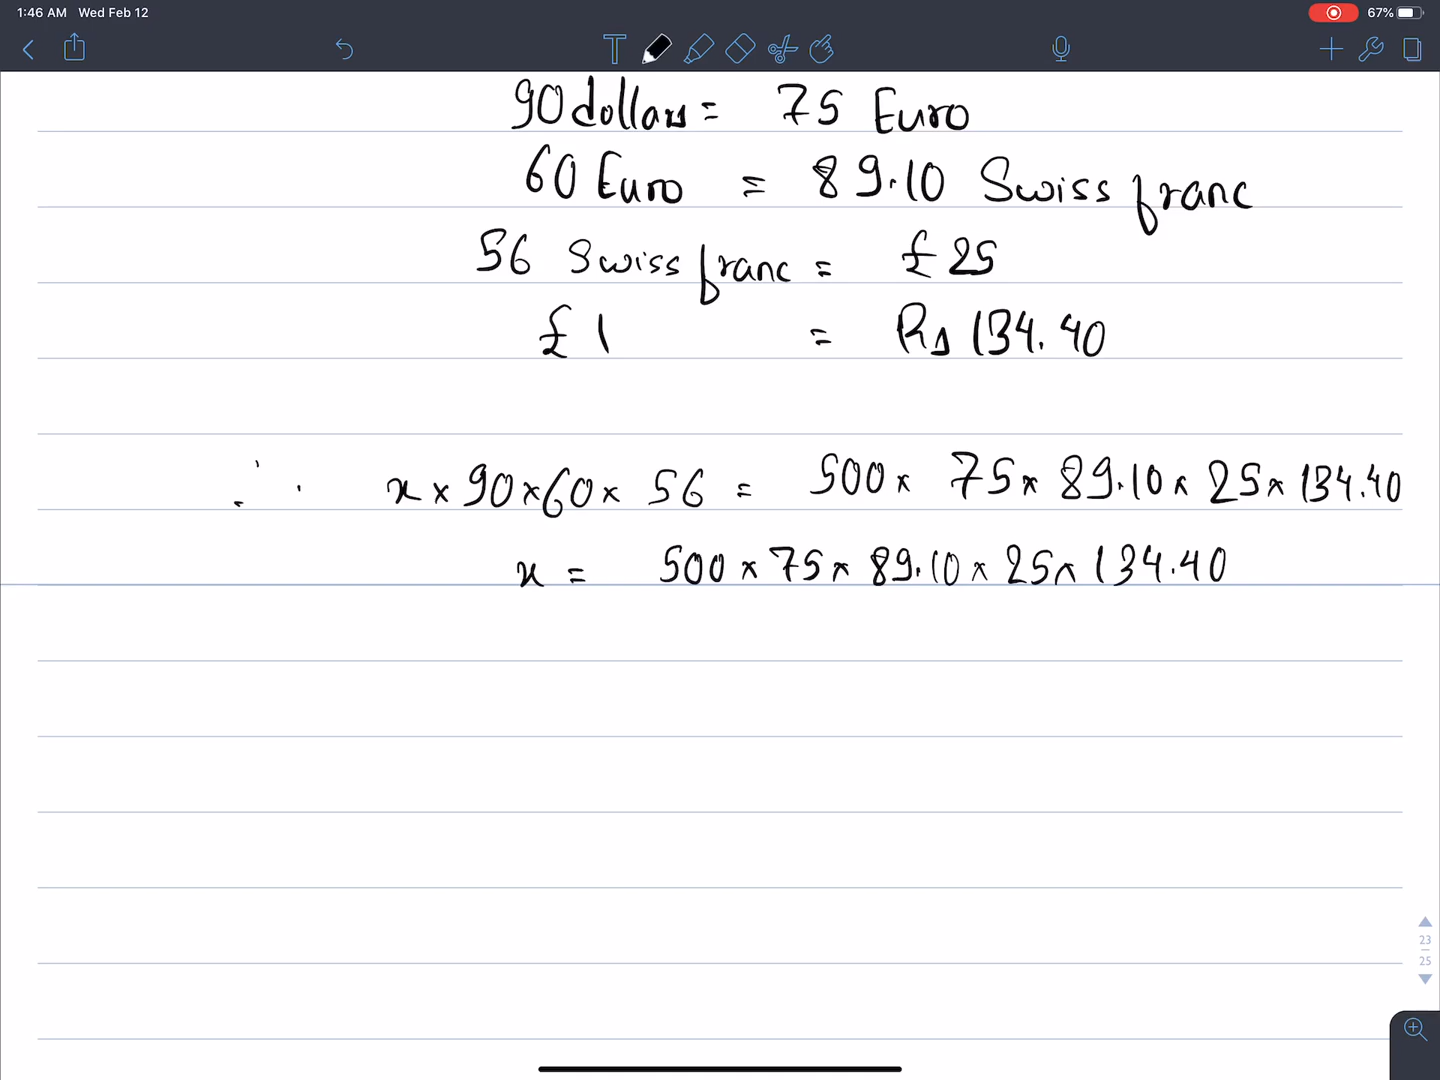 1:46 AM Wed Feb 12 67%
T
90 dollars = 75 Euro
60 Euro = 89.10 Swiss franc
56 Swiss franc = £25
£1 = Rs 134.40
∴ x × 90 × 60 × 56 = 500 × 75 × 89.10 × 25 × 134.40
x = 500 × 75 × 89.10 × 25 × 134.40
23
25